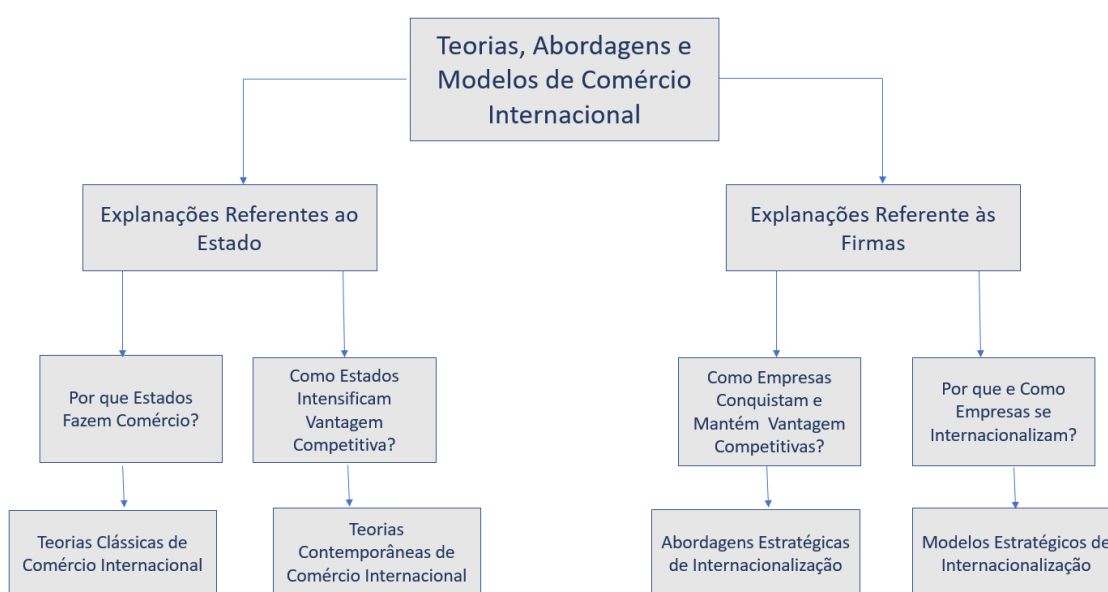 Teorias, Abordagens e
Modelos de Comércio
Internacional
Explanações Referentes ao
Estado
Explanações Referente às
Firmas
Por que Estados
Fazem Comércio?
Como Estados
Intensificam
Vantagem
Competitiva?
Como Empresas
Conquistam e
Mantém Vantagem
Competitivas?
Por que e Como
Empresas se
Internacionalizam?
Teorias Clássicas de
Comércio Internacional
Teorias
Contemporâneas de
Comércio Internacional
Abordagens Estratégicas
de Internacionalização
Modelos Estratégicos de
Internacionalização